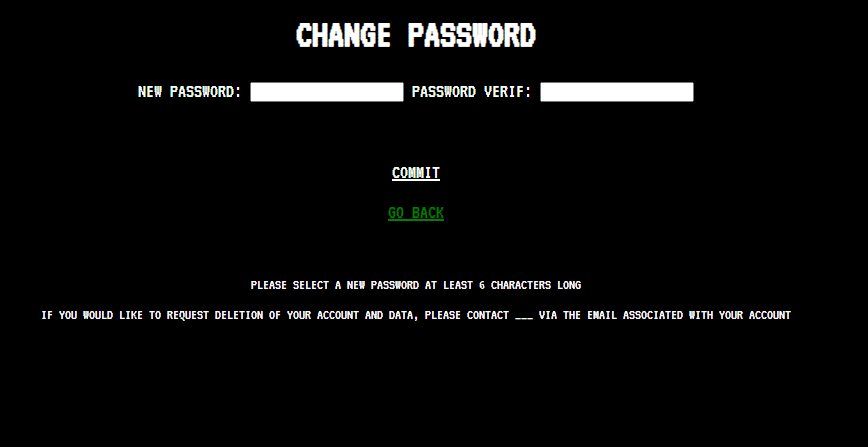 CHANGE PASSWORD
NEW PASSWORD: PASSWORD VERIF:
COMMIT
GO BACK
PLEASE SELECT A NEW PASSWORD AT LEAST 6 CHARACTERS LONG
IF YOU WOULD LIKE TO REQUEST DELETION OF YOUR ACCOUNT AND DATA, PLEASE CONTACT ___ VIA THE EMAIL ASSOCIATED WITH YOUR ACCOUNT